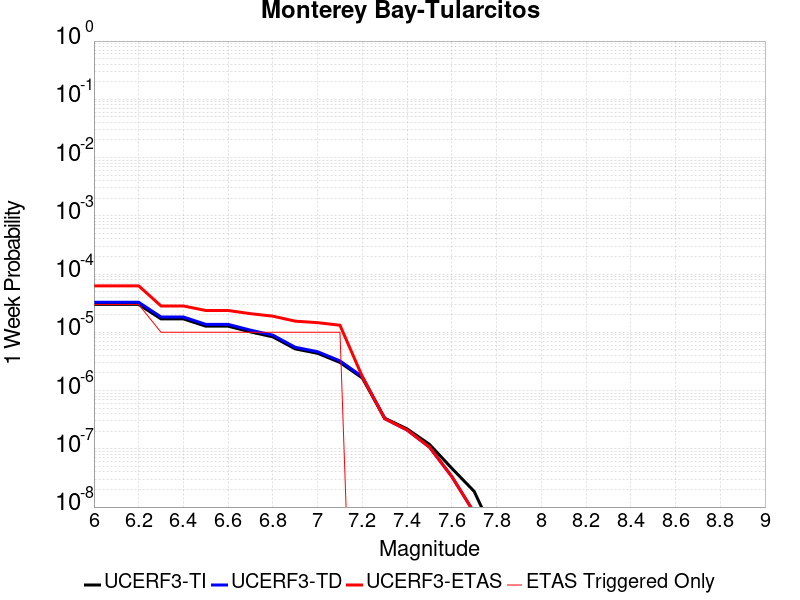 Monterey Bay-Tularcitos
10^0
10^-1
10^-2
10^-3
10^-4
10^-5
10^-6
10^-7
10^-8
1 Week Probability
6 6.2 6.4 6.6 6.8 7 7.2 7.4 7.6 7.8 8 8.2 8.4 8.6 8.8 9
Magnitude
UCERF3-TI UCERF3-TD UCERF3-ETAS ETAS Triggered Only